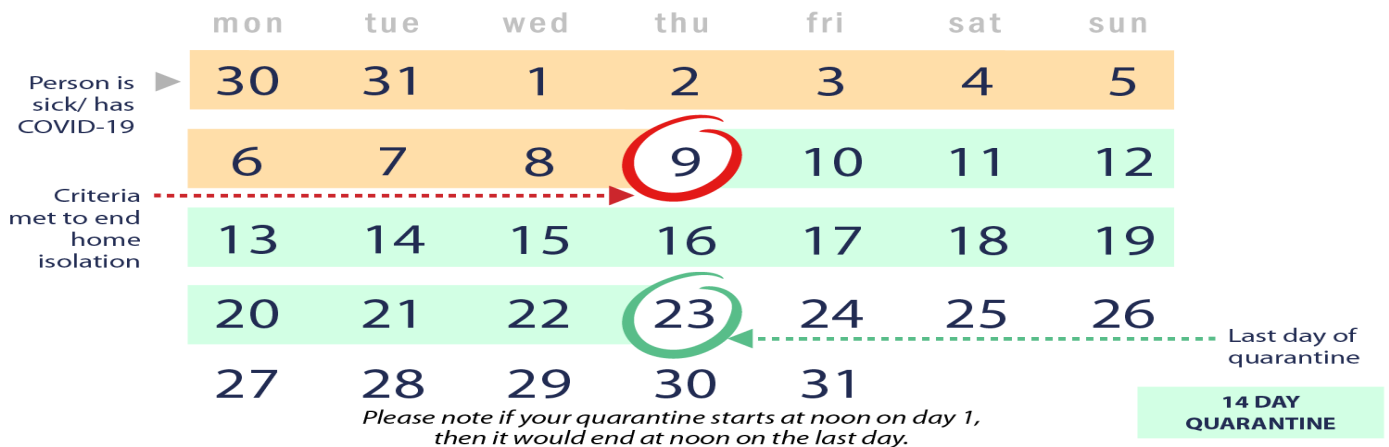 mon tue wed thu fri sat sun
Person is
sick/ has
COVID-19
30 31 1 2 3 4 5
6 7 8 9 10 11 12
Criteria
met to end
home
isolation
13 14 15 16 17 18 19
20 21 22 23 24 25 26
Last day of
quarantine
27 28 29 30 31
14 DAY
QUARANTINE
Please note if your quarantine starts at noon on day 1,
then it would end at noon on the last day.